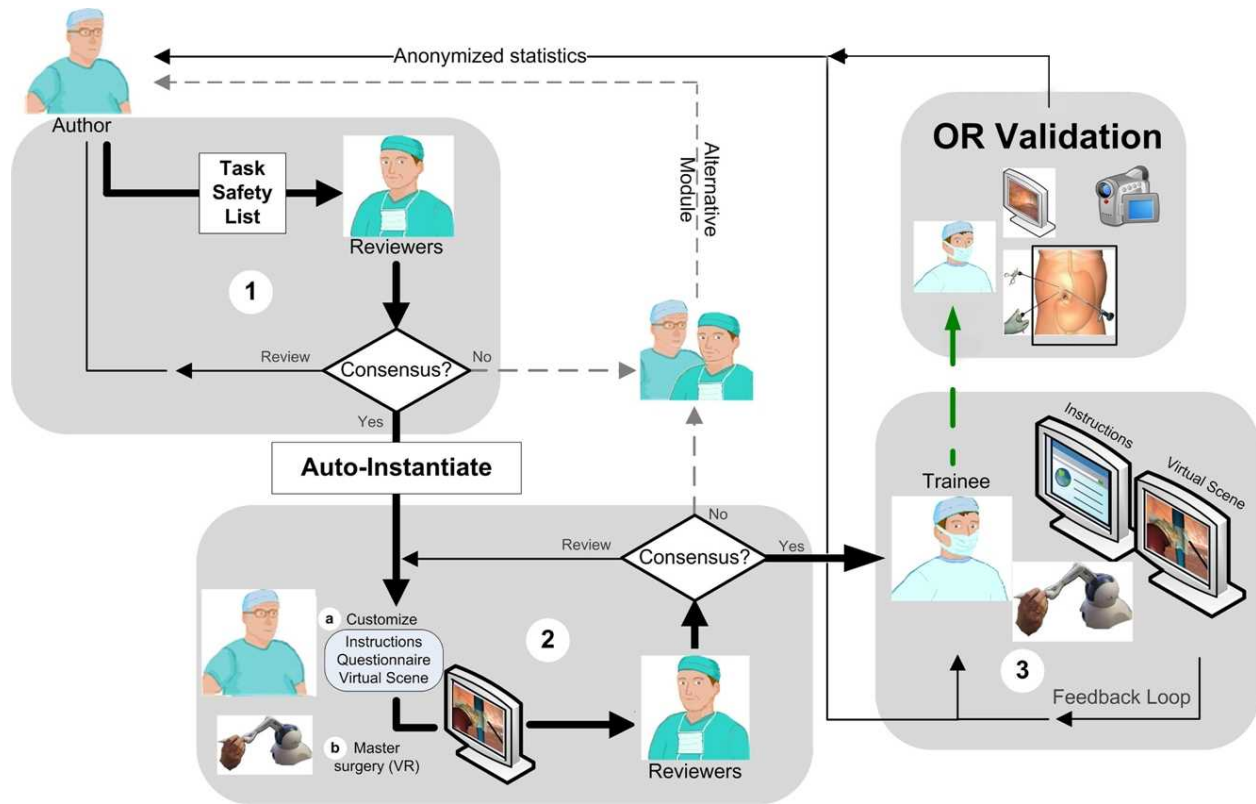 Anonymized statistics
Author
Task
Safety
List
Reviewers
1
Consensus?
Review
No
Yes
Alternative
Module
OR Validation
Auto-Instantiate
Trainee
Instructions
Virtual Scene
3
Feedback Loop
No
Review
Consensus?
Yes
a Customize
Instructions
Questionnaire
Virtual Scene
2
b Master
surgery (VR)
Reviewers